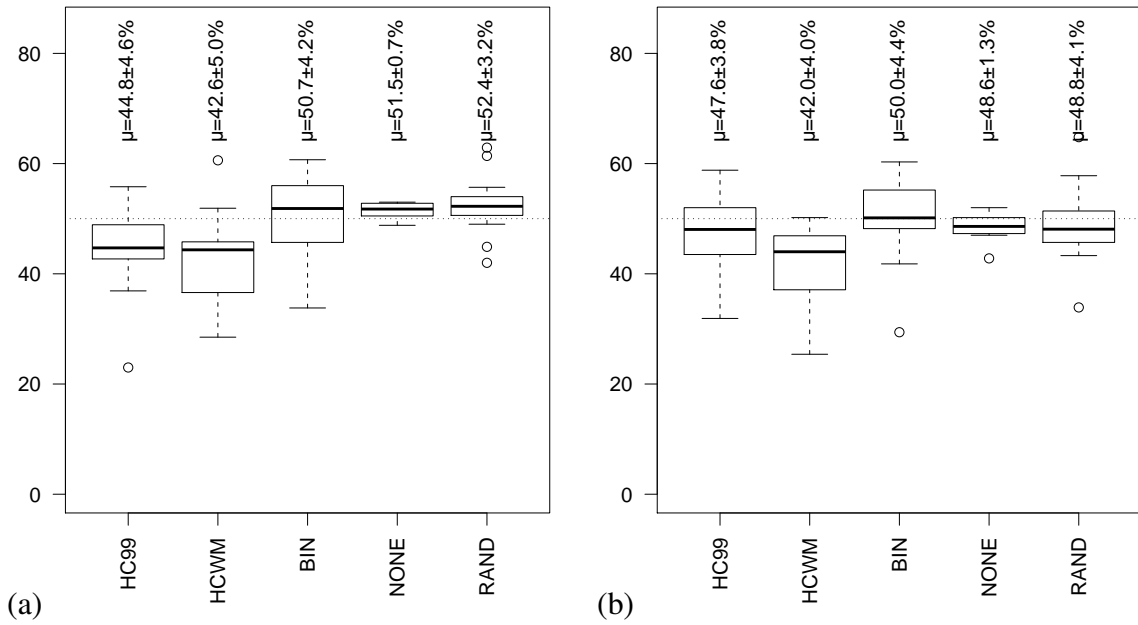 80
60
40
20
0
μ=44.8±4.6%
μ=42.6±5.0%
μ=50.7±4.2%
μ=51.5±0.7%
μ=52.4±3.2%
HC99
HCWM
BIN
NONE
RAND
(a)
80
60
40
20
0
μ=47.6±3.8%
μ=42.0±4.0%
μ=50.0±4.4%
μ=48.6±1.3%
μ=48.8±4.1%
HC99
HCWM
BIN
NONE
RAND
(b)